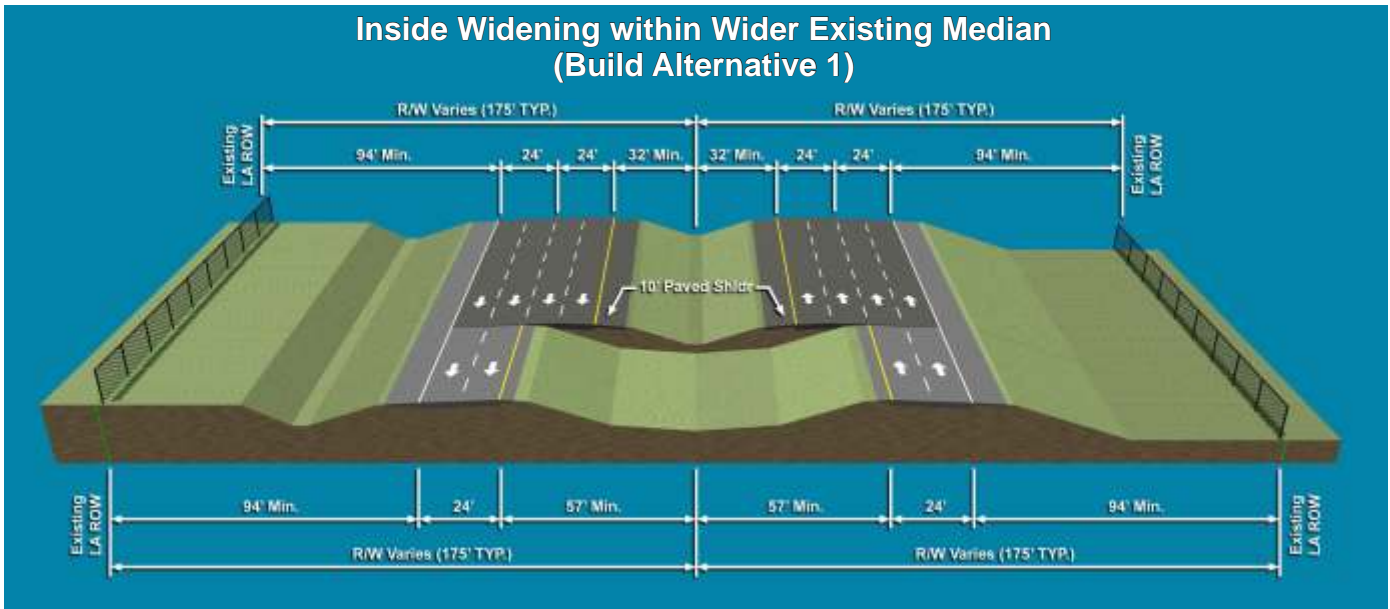 Inside Widening within Wider Existing Median
(Build Alternative 1)
R/W Varies (175' TYP.)
R/W Varies (175' TYP.)
Existing
LA ROW
94' Min.
24'
24'
32' Min.
32' Min.
24'
24'
94' Min.
Existing
LA ROW
10' Paved Shldr
Existing
LA ROW
94' Min.
24'
57' Min.
57' Min.
24'
94' Min.
Existing
LA ROW
R/W Varies (175' TYP.)
R/W Varies (175' TYP.)